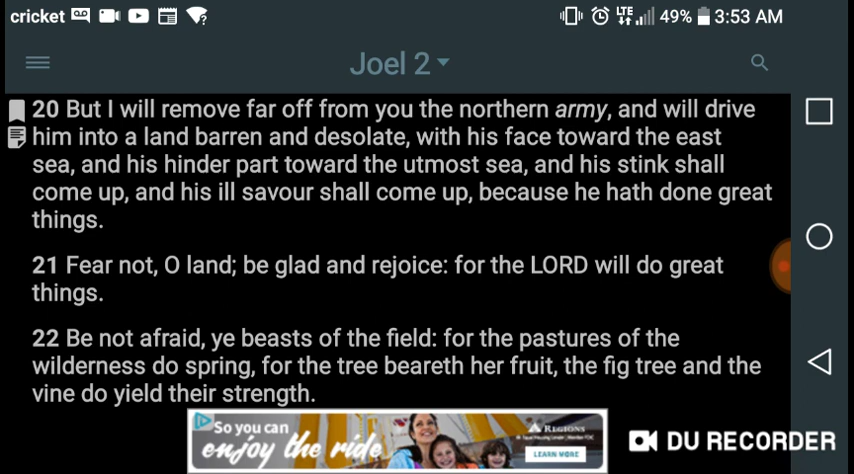 cricket 49% 3:53 AM
LTE
Joel 2
20 But I will remove far off from you the northern army, and will drive
him into a land barren and desolate, with his face toward the east
sea, and his hinder part toward the utmost sea, and his stink shall
come up, and his ill savour shall come up, because he hath done great
things.
21 Fear not, O land; be glad and rejoice: for the LORD will do great
things.
22 Be not afraid, ye beasts of the field: for the pastures of the
wilderness do spring, for the tree beareth her fruit, the fig tree and the
vine do yield their strength.
So you can
enjoy the ride
REGIONS
LEARN MORE
DU RECORDER